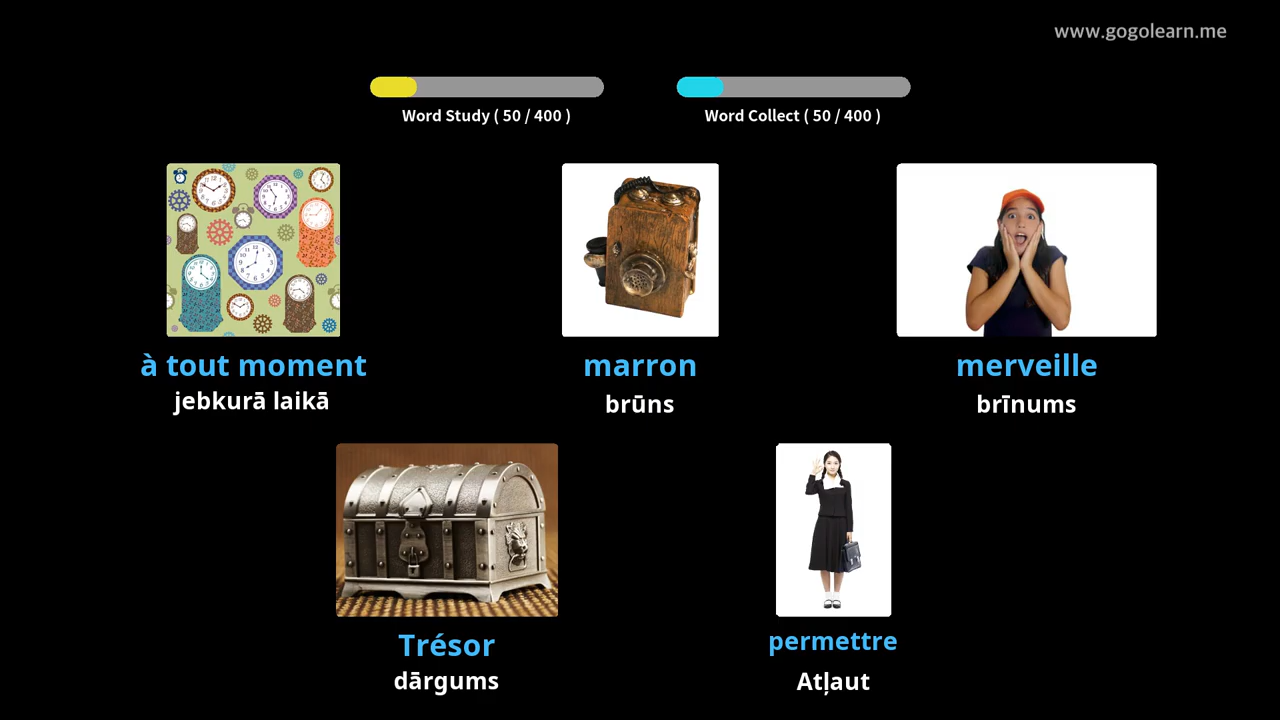 www.gogolearn.me
Word Study ( 50 / 400 )
Word Collect ( 50 / 400 )
à tout moment
jebkurā laikā
marron
brūns
merveille
brīnums
Trésor
dārgums
permettre
Atļaut